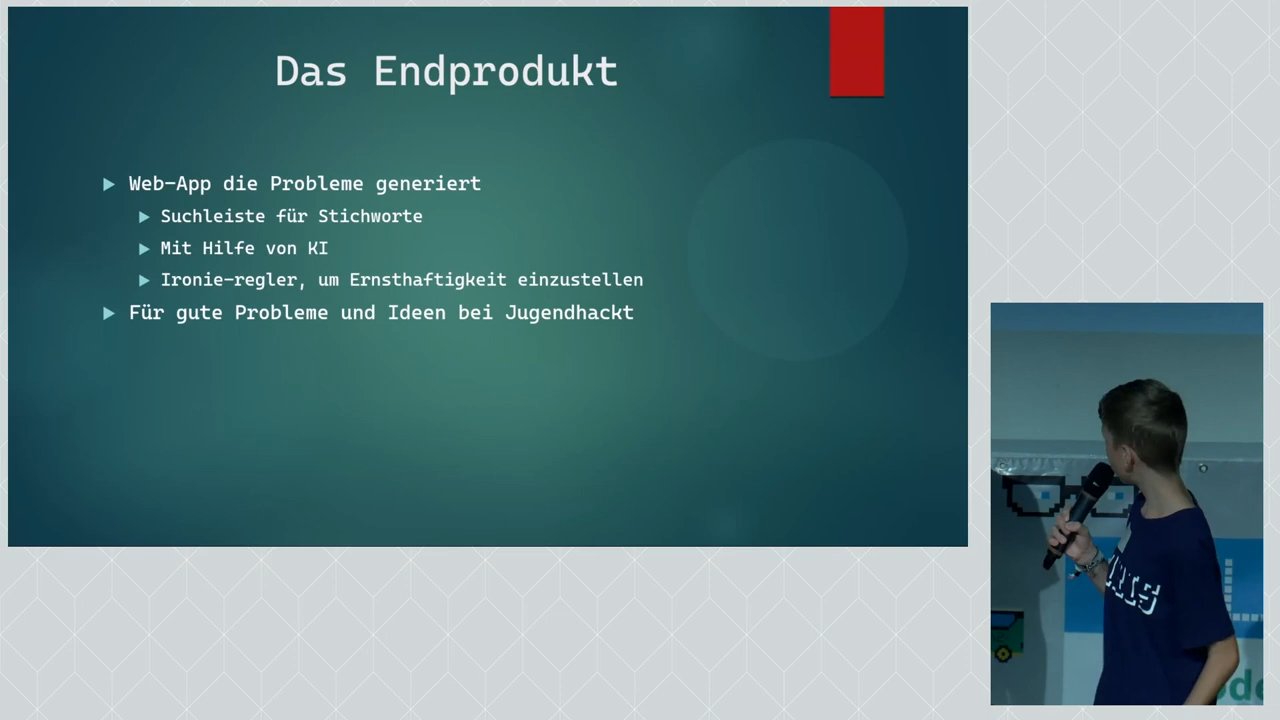 Das Endprodukt
Web-App die Probleme generiert
Suchleiste für Stichworte
Mit Hilfe von KI
Ironie-regler, um Ernsthaftigkeit einzustellen
Für gute Probleme und Ideen bei Jugendhackt